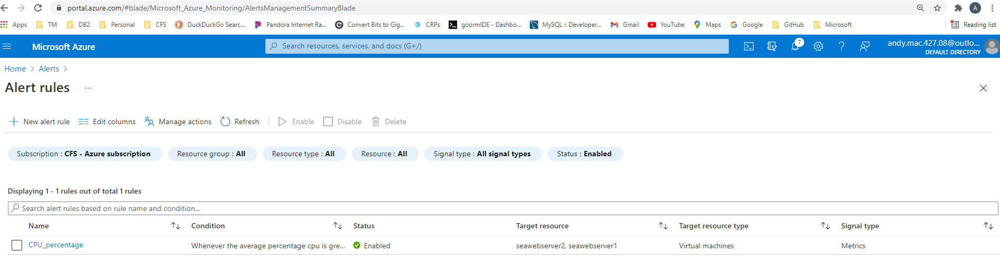 portal.azure.com/#blade/Microsoft_Azure_Monitoring/AlertsManagementSummaryBlade
A
Apps TM DB2 Personal CFS DuckDuckGo Searc... Pandora Internet Ra... Convert Bits to Gig... CRPs goormIDE - Dashbo... MySQL :: Developer... Gmail YouTube Maps Google GitHub Microsoft Reading list
Microsoft Azure
Search resources, services, and docs (G+/)
7
andy.mac.427.08@outlo...
DEFAULT DIRECTORY
Home > Alerts >
Alert rules ...
New alert rule Edit columns Manage actions Refresh Enable Disable Delete
Subscription : CFS - Azure subscription Resource group : All Resource type : All Resource : All Signal type : All signal types Status : Enabled
Displaying 1 - 1 rules out of total 1 rules
Search alert rules based on rule name and condition...
Name Condition Status Target resource Target resource type Signal type
CPU_percentage Whenever the average percentage cpu is gre... Enabled seawebserver2, seawebserver1 Virtual machines Metrics